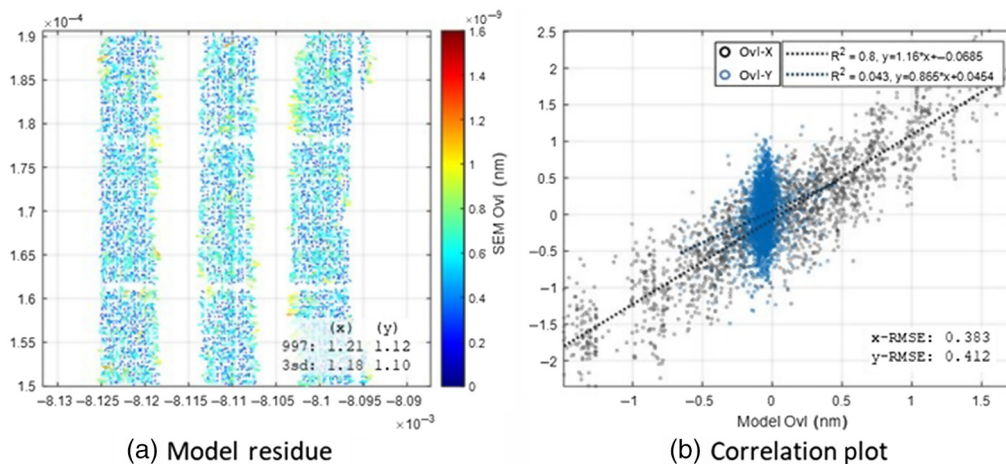 ×10⁻⁴
×10⁻⁹
1.9
1.85
1.8
1.75
1.7
1.65
1.6
1.55
1.5
(x) (y)
997: 1.21 1.12
3sd: 1.18 1.10
−8.13 −8.125 −8.12 −8.115 −8.11 −8.105 −8.1 −8.095 −8.09
×10⁻³
1.6
1.4
1.2
1
0.8
0.6
0.4
0.2
0
(a) Model residue
SEM Ovl (nm)
2.5
2
1.5
1
0.5
0
−0.5
−1
−1.5
−2
Ovl-X
R² = 0.8, y=1.16*x+−0.0685
Ovl-Y
R² = 0.043, y=0.865*x+0.0454
x-RMSE: 0.383
y-RMSE: 0.412
−1 −0.5 0 0.5 1 1.5
Model Ovl (nm)
(b) Correlation plot